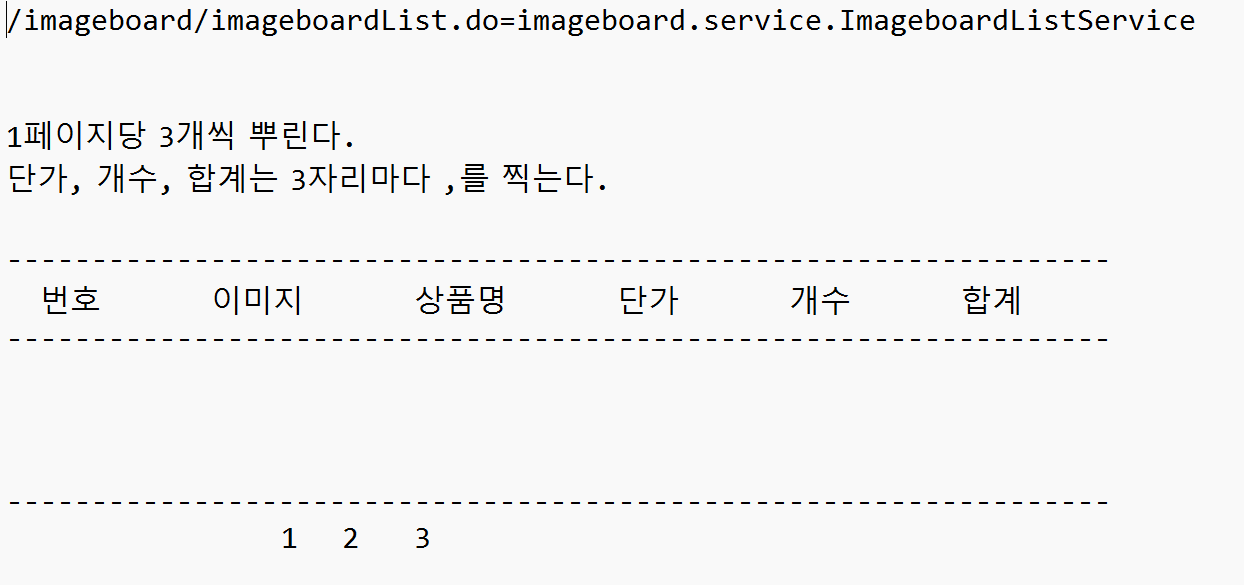 /imageboard/imageboardList.do=imageboard.service.ImageboardListService
1페이지당 3개씩 뿌린다.
단가, 개수, 합계는 3자리마다 ,를 찍는다.
-----------------------------------------------------------------
번호 이미지 상품명 단가 개수 합계
-----------------------------------------------------------------
-----------------------------------------------------------------
1 2 3